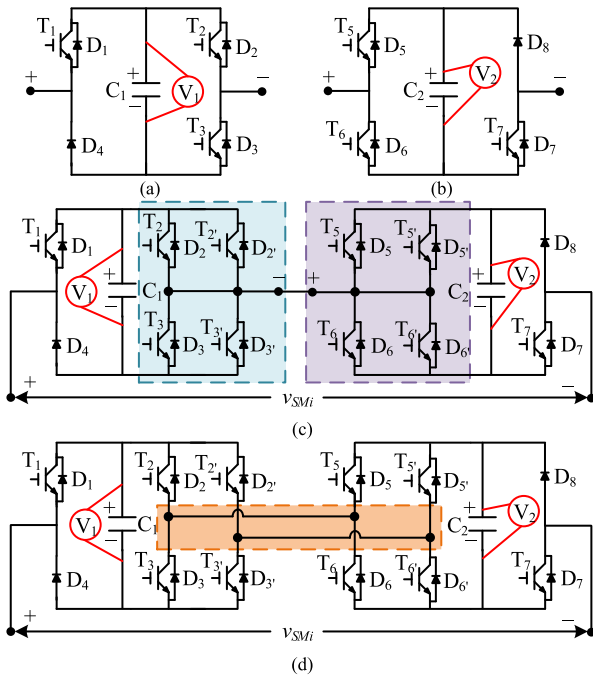 T1 D1 T2 D2 + C1 + − V1 − D4 T3 D3
(a)
T5 D5 D8 + C2 + − V2 − T6 D6 T7 D7
(b)
T1 D1 T2 D2 T2' D2' T5 D5 T5' D5' D8
V1 + − C1 − + C2 + − V2
D4 T3 D3 T3' D3' T6 D6 T6' D6' T7 D7
+ vSMi −
(c)
T1 D1 T2 D2 T2' D2' T5 D5 T5' D5' D8
V1 + − C1 C2 + − V2
D4 T3 D3 T3' D3' T6 D6 T6' D6' T7 D7
+ vSMi −
(d)